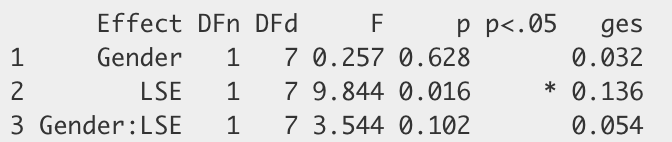 Effect DFn DFd F p p<.05 ges
1 Gender 1 7 0.257 0.628 0.032
2 LSE 1 7 9.844 0.016 * 0.136
3 Gender:LSE 1 7 3.544 0.102 0.054